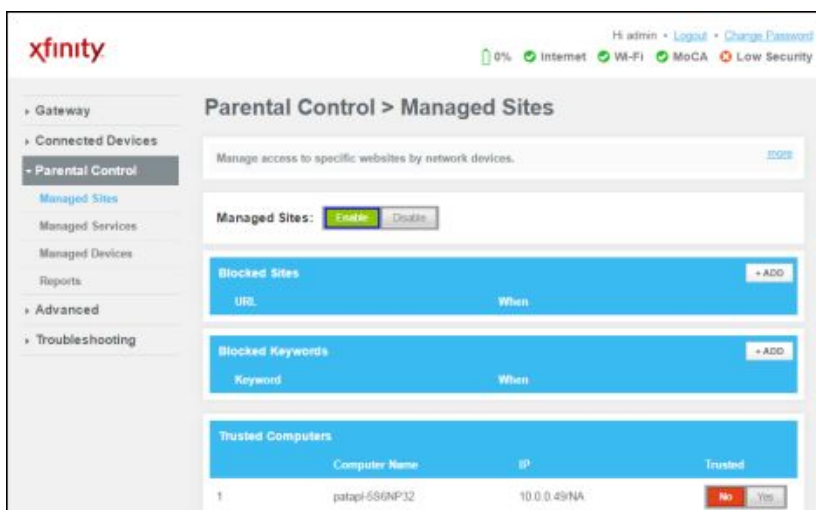 xfinity
Hi admin • Logout • Change Password
0% Internet Wi-Fi MoCA Low Security
Gateway
Connected Devices
Parental Control
Managed Sites
Managed Services
Managed Devices
Reports
Advanced
Troubleshooting
Parental Control > Managed Sites
Manage access to specific websites by network devices.
more
Managed Sites: Enable Disable
Blocked Sites
+ ADD
URL When
Blocked Keywords
+ ADD
Keyword When
Trusted Computers
Computer Name IP Trusted
1 patapl-5S6NP32 10.0.0.49/NA No Yes